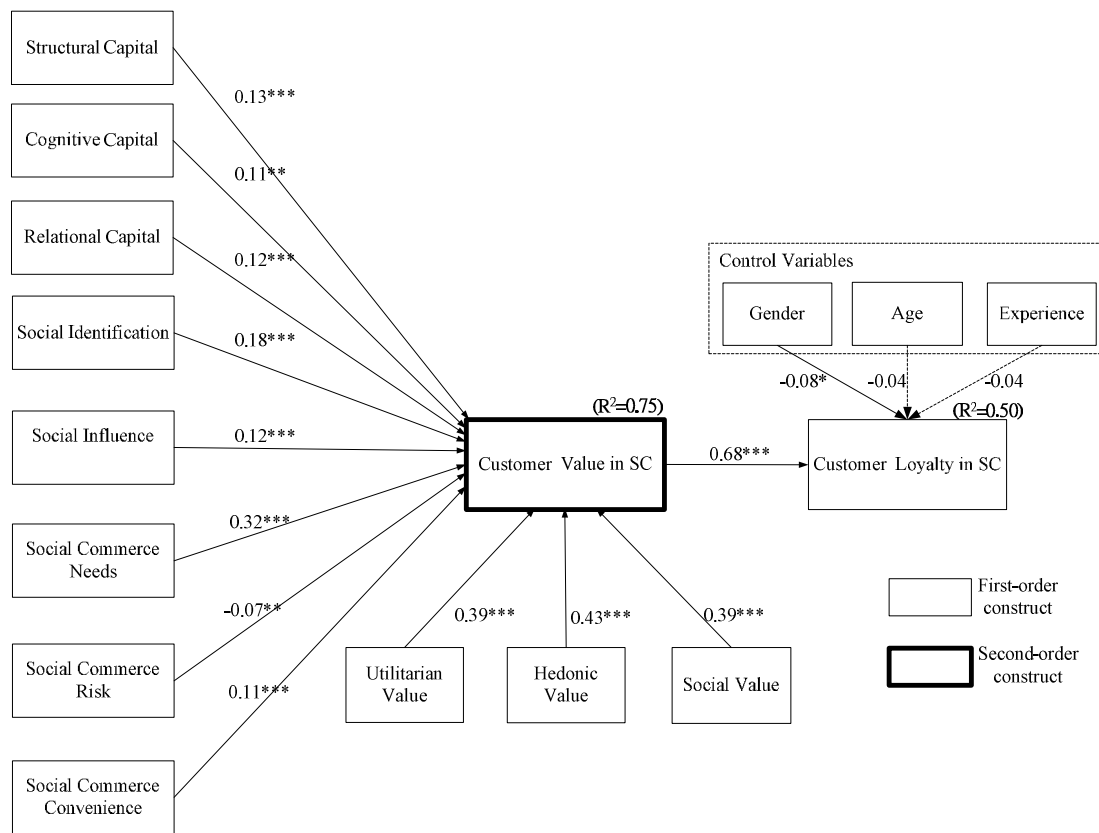 Structural Capital
0.13***
Cognitive Capital
0.11**
Relational Capital
0.12***
Social Identification
0.18***
Social Influence
0.12***
Social Commerce
Needs
0.32***
Social Commerce
Risk
-0.07**
Social Commerce
Convenience
0.11***
(R²=0.75)
Customer Value in SC
0.39***
0.43***
0.39***
Utilitarian
Value
Hedonic
Value
Social Value
0.68***
Control Variables
Gender
Age
Experience
-0.08*
-0.04
-0.04
(R²=0.50)
Customer Loyalty in SC
First-order
construct
Second-order
construct